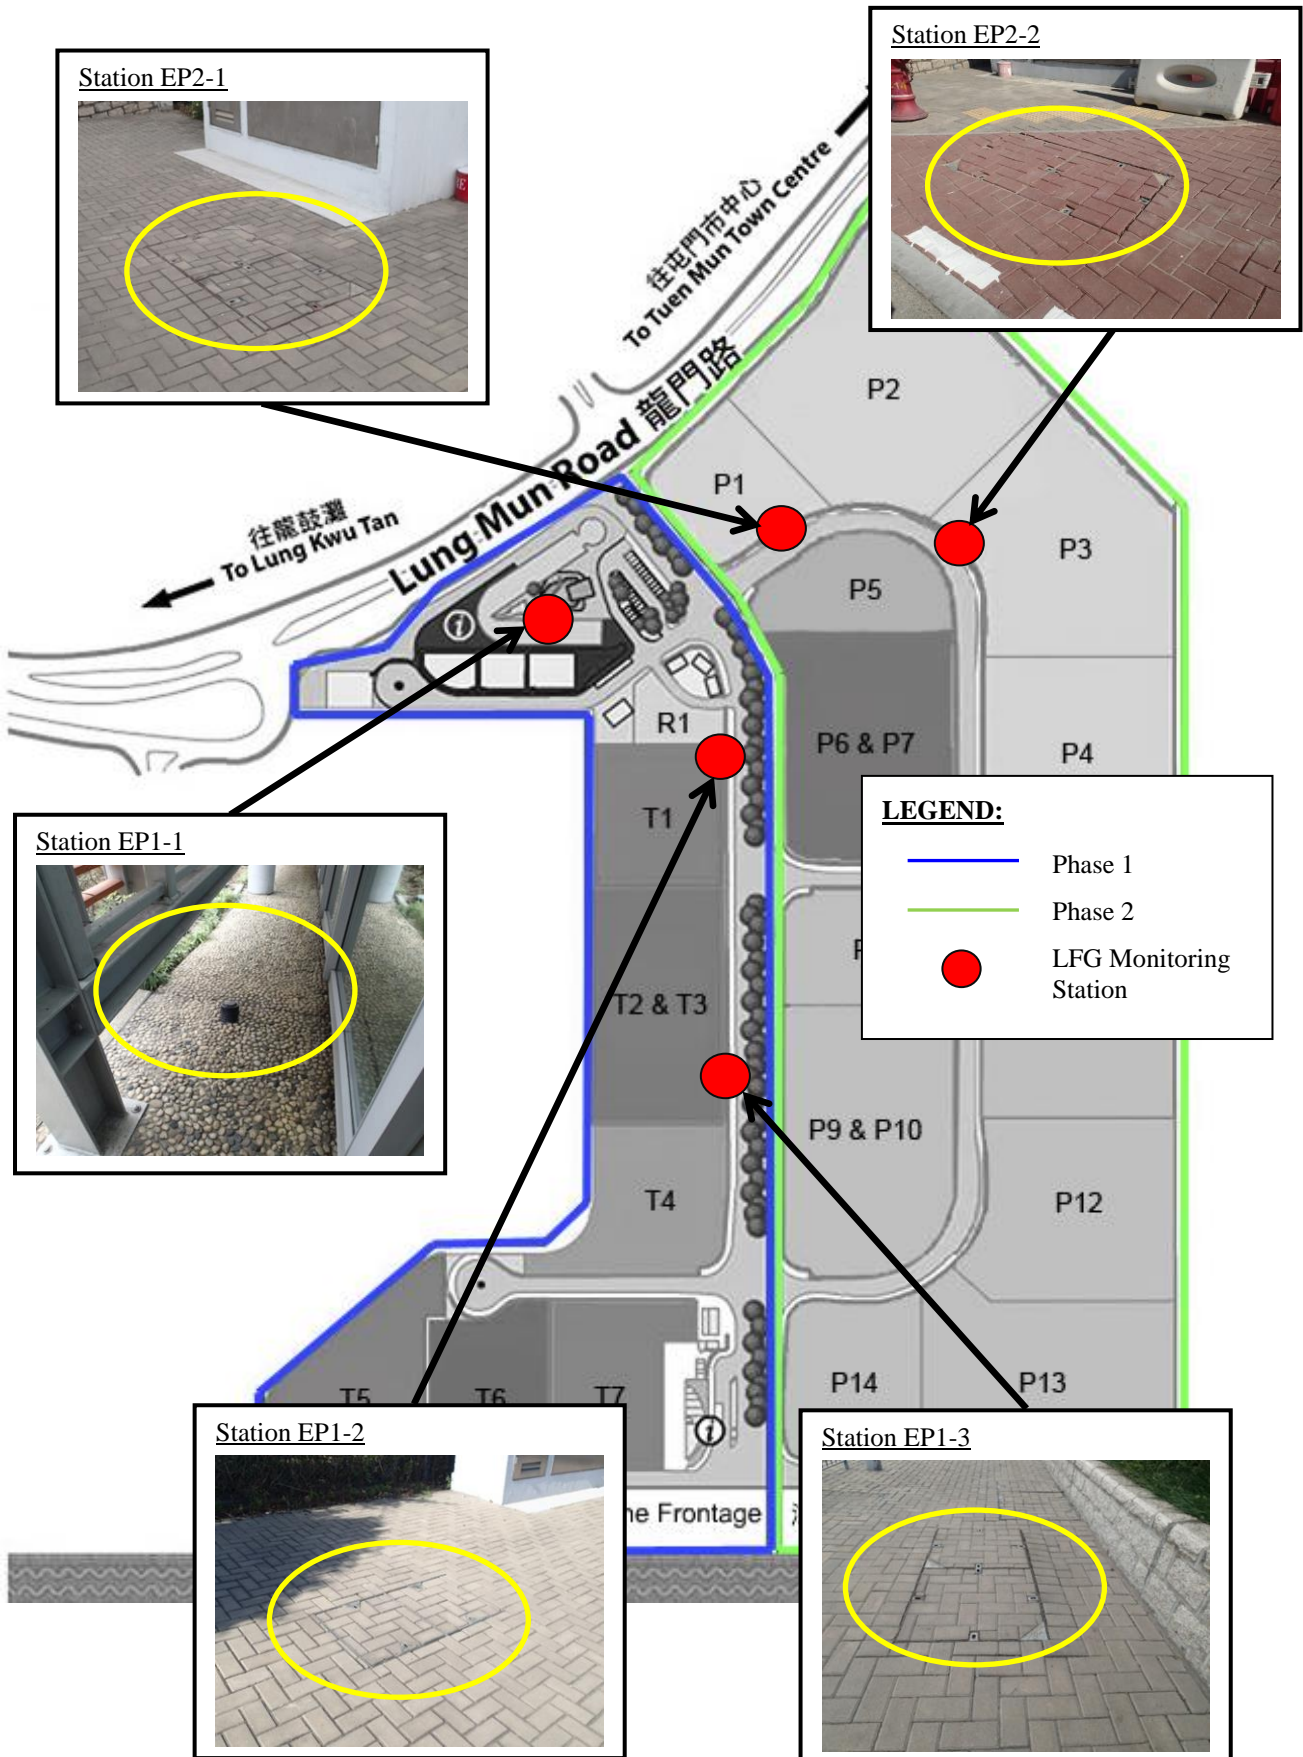 Station EP2-1
Station EP2-2
往屯門市中心
To Tuen Mun Town Centre
Lung Mun Road 龍門路
往龍鼓灘
To Lung Kwu Tan
P2
P1
P3
P5
R1
P6 & P7
P4
T1
Station EP1-1
LEGEND:
Phase 1
Phase 2
LFG Monitoring
Station
T2 & T3
P9 & P10
T4
P12
T5
T6
T7
P14
P13
Station EP1-2
Station EP1-3
Frontage